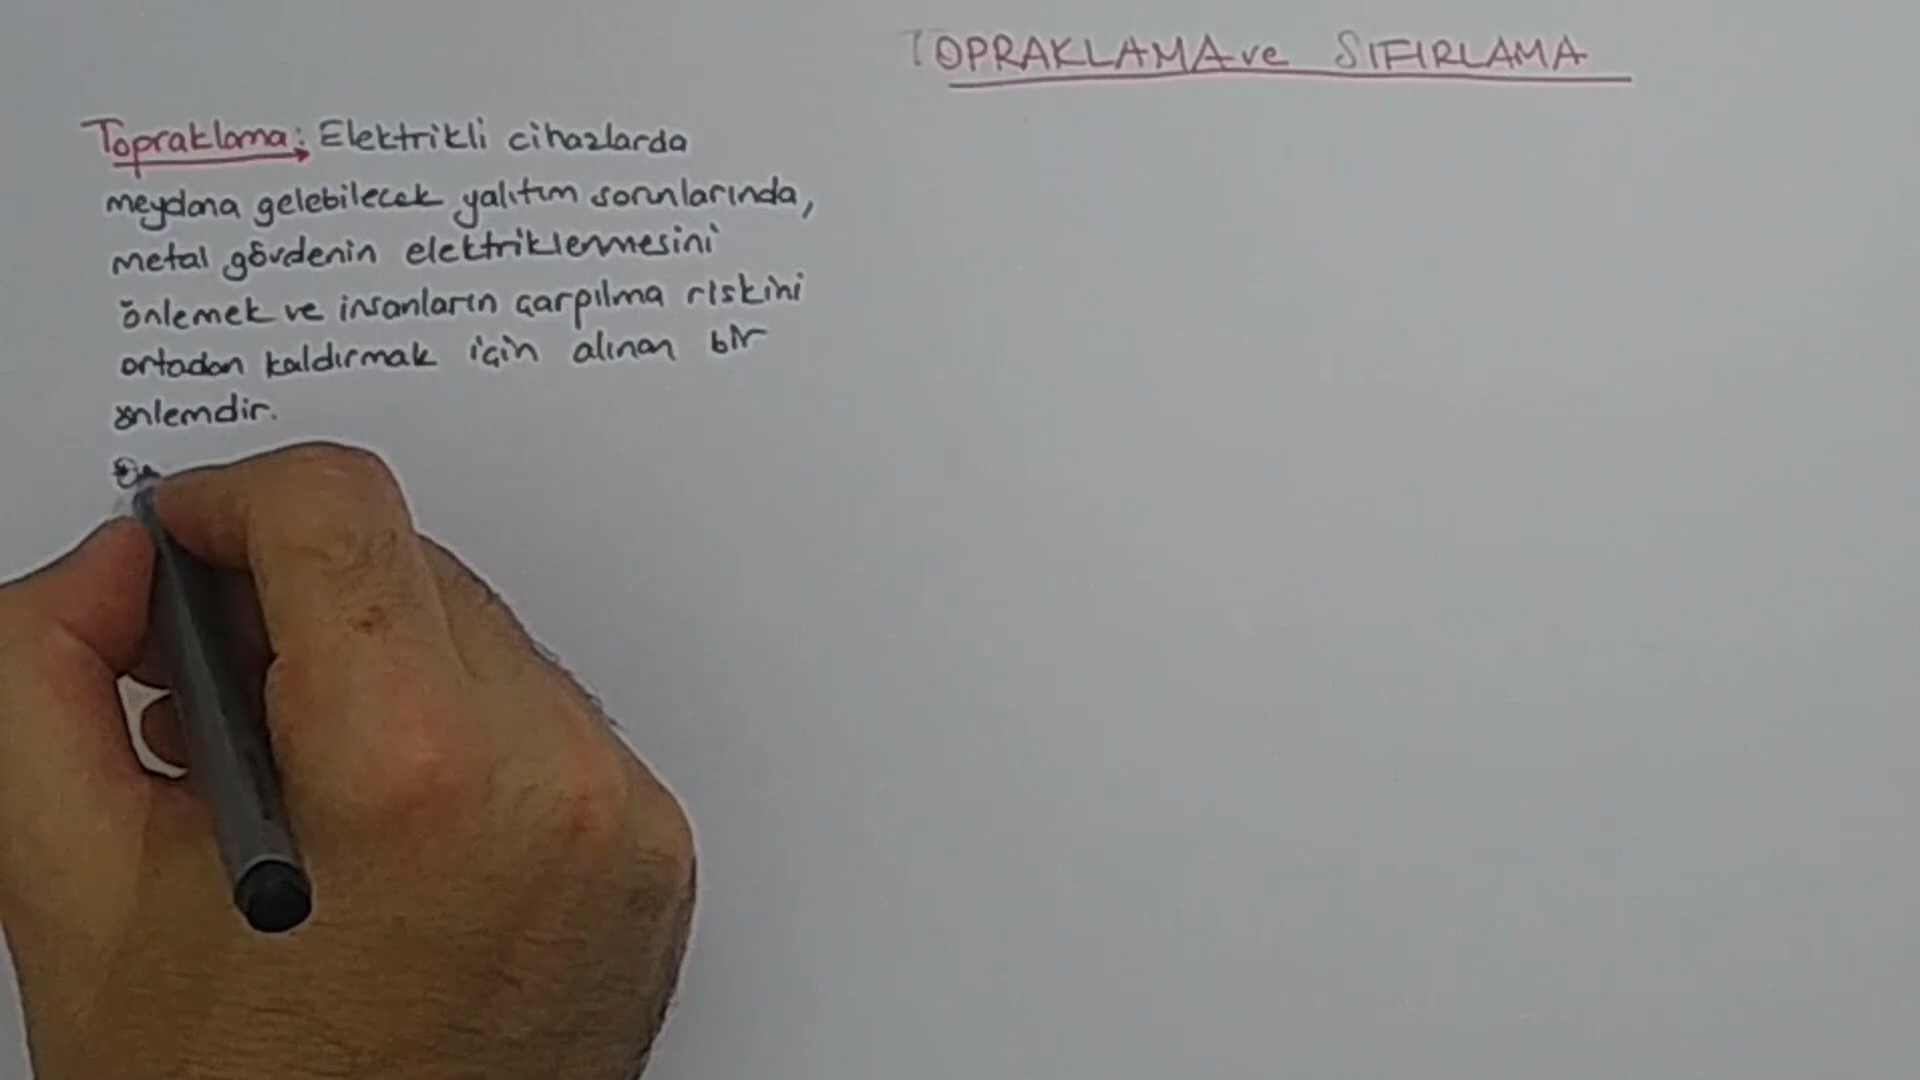 TOPRAKLAMA ve SIFIRLAMA
Topraklama: Elektrikli cihazlarda
meydana gelebilecek yalıtım sorunlarında,
metal gövdenin elektriklenmesini
önlemek ve insanların çarpılma riskini
ortadan kaldırmak için alınan bir
önlemdir.